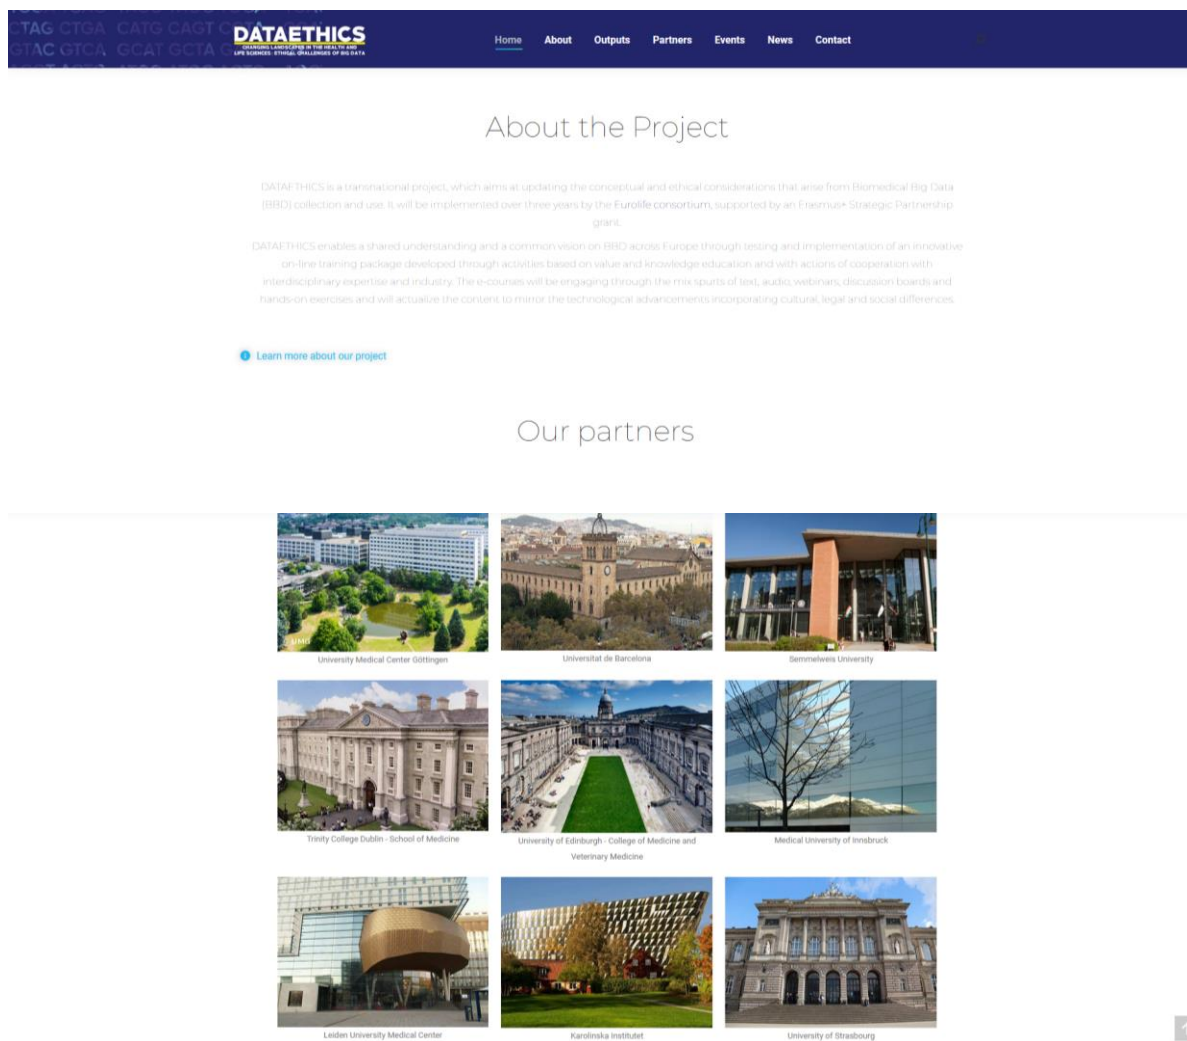 CTAG CTGA CATG CAGT
GTAC GTCA GCAT GCTA
DATAETHICS
CHANGING LANDSCAPES IN THE HEALTH AND
LIFE SCIENCES: ETHICAL CHALLENGES OF BIG DATA
Home About Outputs Partners Events News Contact
About the Project
DATAETHICS is a transnational project, which aims at updating the conceptual and ethical considerations that arise from Biomedical Big Data
(BBD) collection and use. It will be implemented over three years by the Eurolife consortium, supported by an Erasmus+ Strategic Partnership
grant.
DATAETHICS enables a shared understanding and a common vision on BBD across Europe through testing and implementation of an innovative
on-line training package developed through activities based on value and knowledge education and with actions of cooperation with
interdisciplinary expertise and industry. The e-courses will be engaging through the mix spurts of text, audio, webinars, discussion boards and
hands-on exercises and will actualize the content to mirror the technological advancements incorporating cultural, legal and social differences.
Learn more about our project
Our partners
UMG
University Medical Center Göttingen
Universitat de Barcelona
Semmelweis University
Trinity College Dublin - School of Medicine
University of Edinburgh - College of Medicine and
Veterinary Medicine
Medical University of Innsbruck
Leiden University Medical Center
Karolinska Institutet
University of Strasbourg